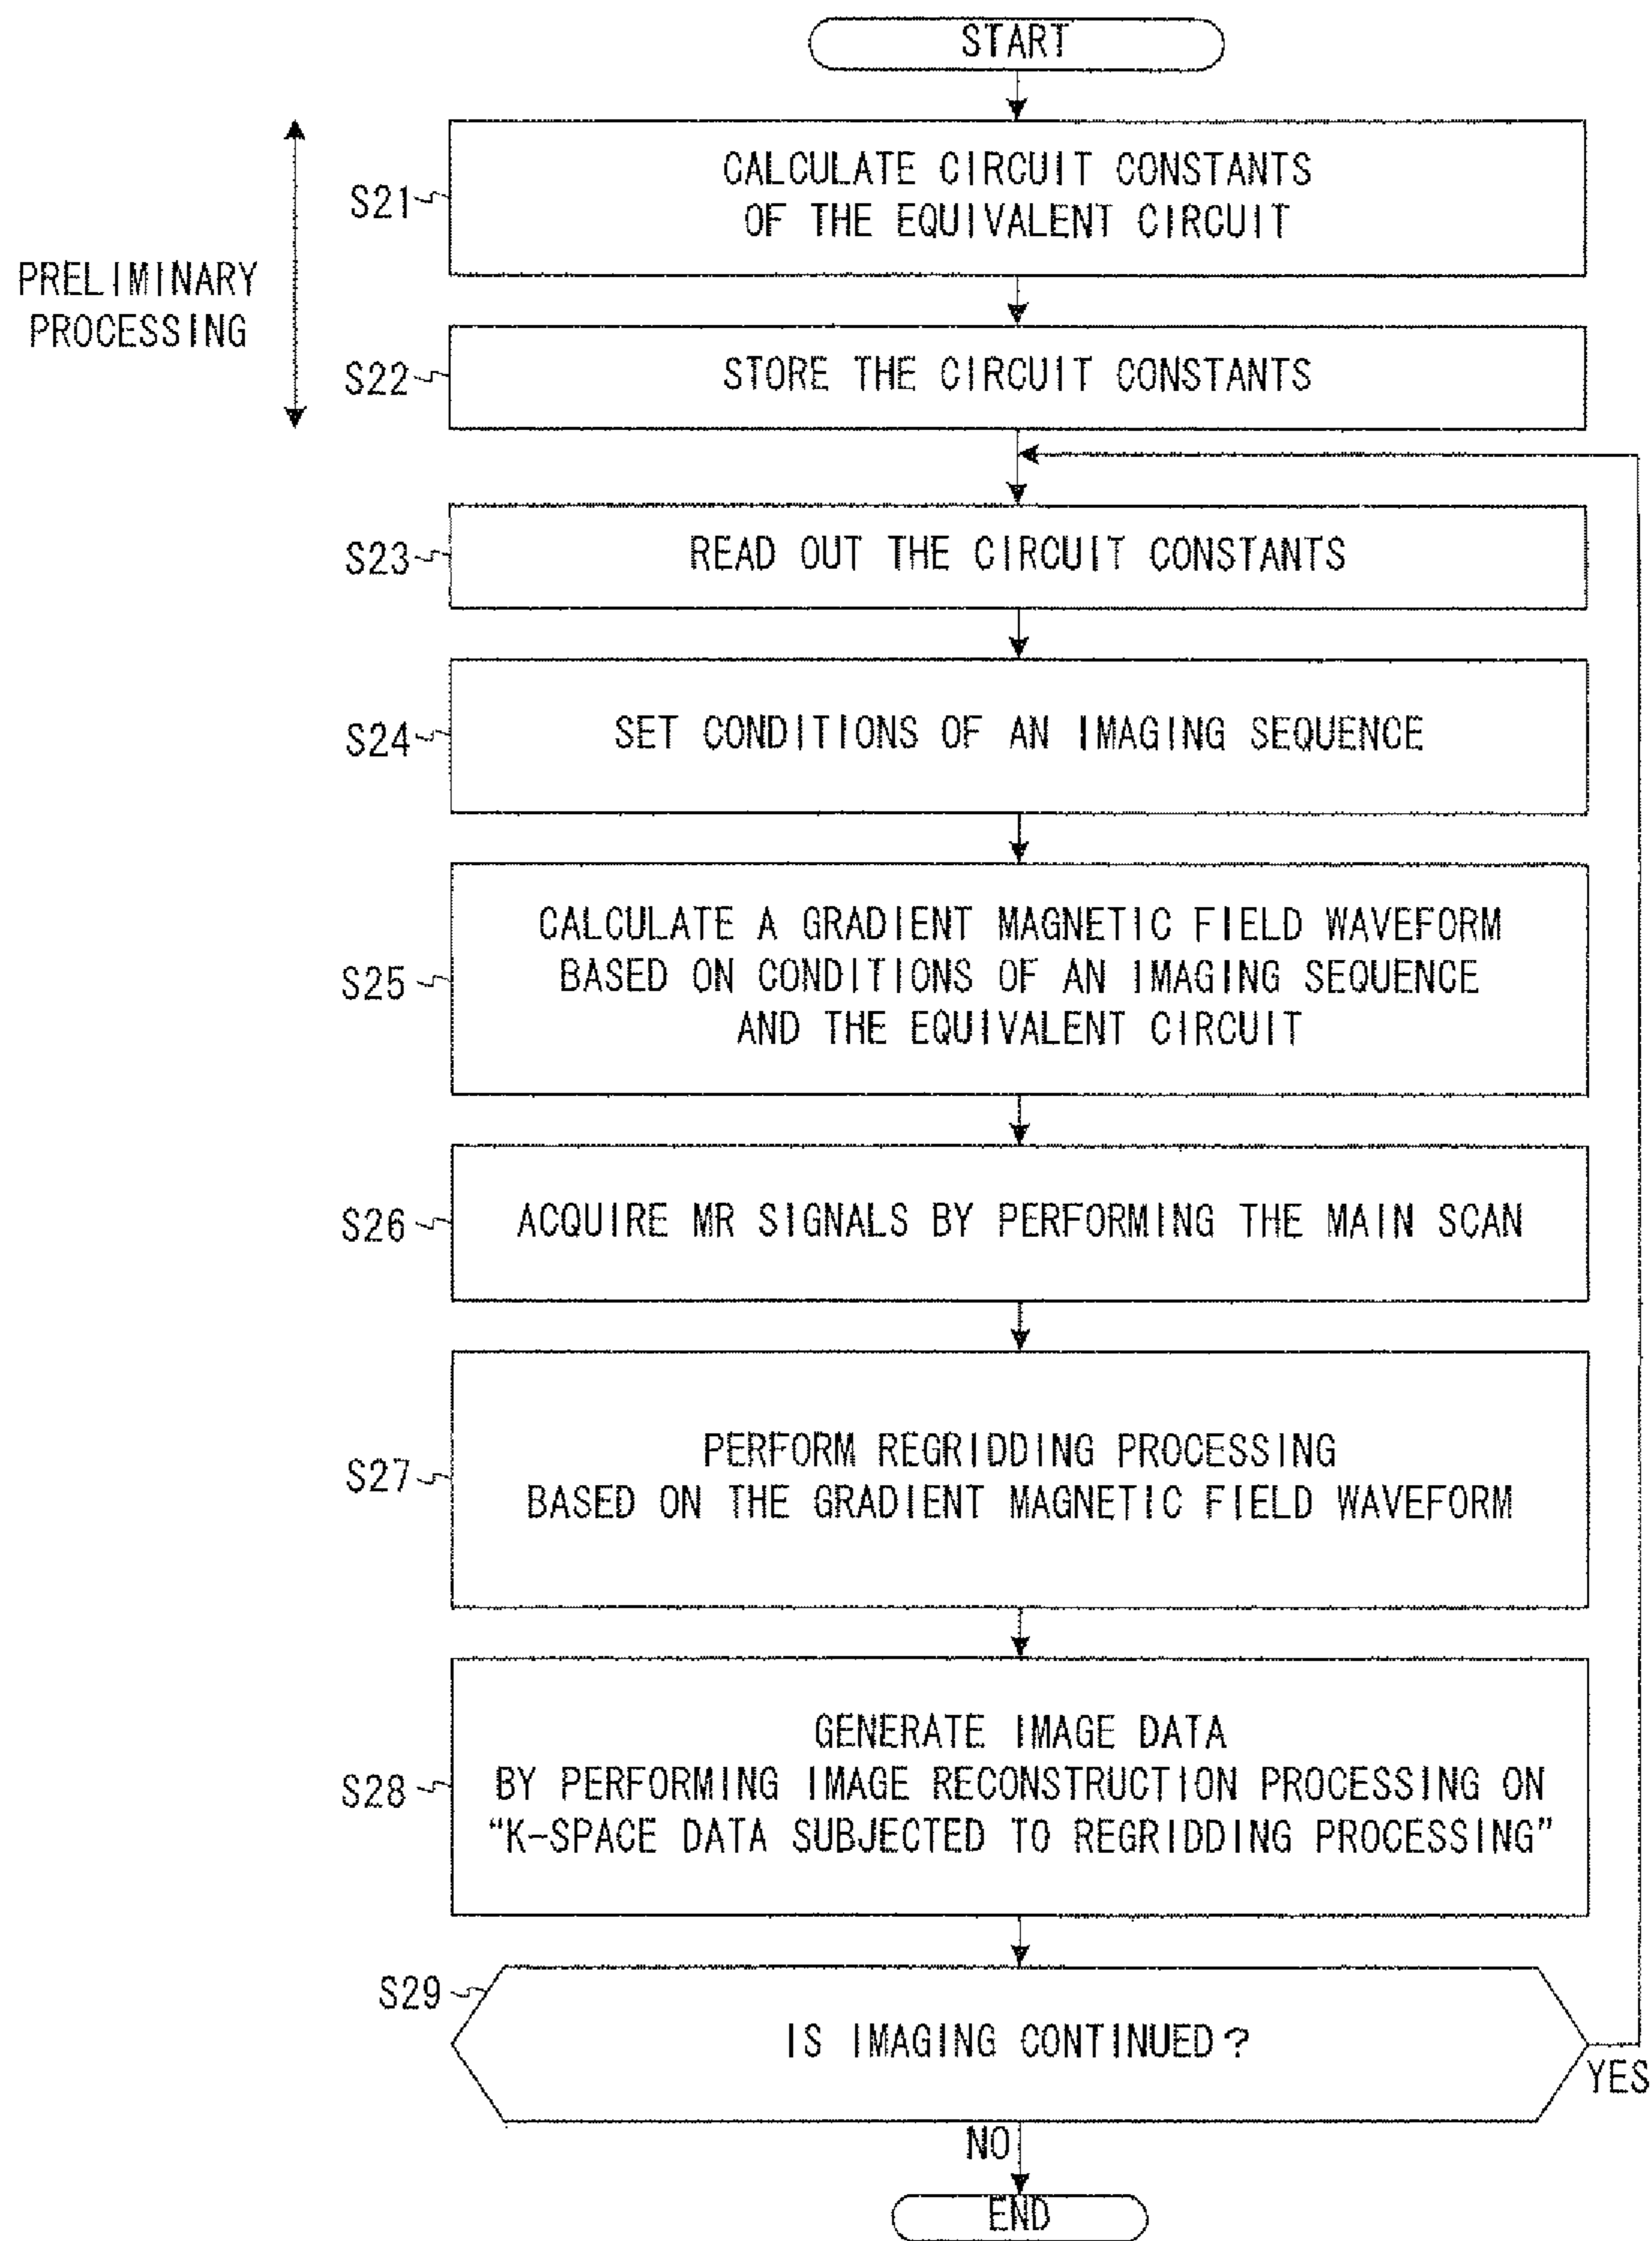 START
PRELIMINARY
PROCESSING
S21
CALCULATE CIRCUIT CONSTANTS
OF THE EQUIVALENT CIRCUIT
S22
STORE THE CIRCUIT CONSTANTS
S23
READ OUT THE CIRCUIT CONSTANTS
S24
SET CONDITIONS OF AN IMAGING SEQUENCE
S25
CALCULATE A GRADIENT MAGNETIC FIELD WAVEFORM
BASED ON CONDITIONS OF AN IMAGING SEQUENCE
AND THE EQUIVALENT CIRCUIT
S26
ACQUIRE MR SIGNALS BY PERFORMING THE MAIN SCAN
S27
PERFORM REGRIDDING PROCESSING
BASED ON THE GRADIENT MAGNETIC FIELD WAVEFORM
S28
GENERATE IMAGE DATA
BY PERFORMING IMAGE RECONSTRUCTION PROCESSING ON
“K-SPACE DATA SUBJECTED TO REGRIDDING PROCESSING”
S29
IS IMAGING CONTINUED?
YES
NO
END